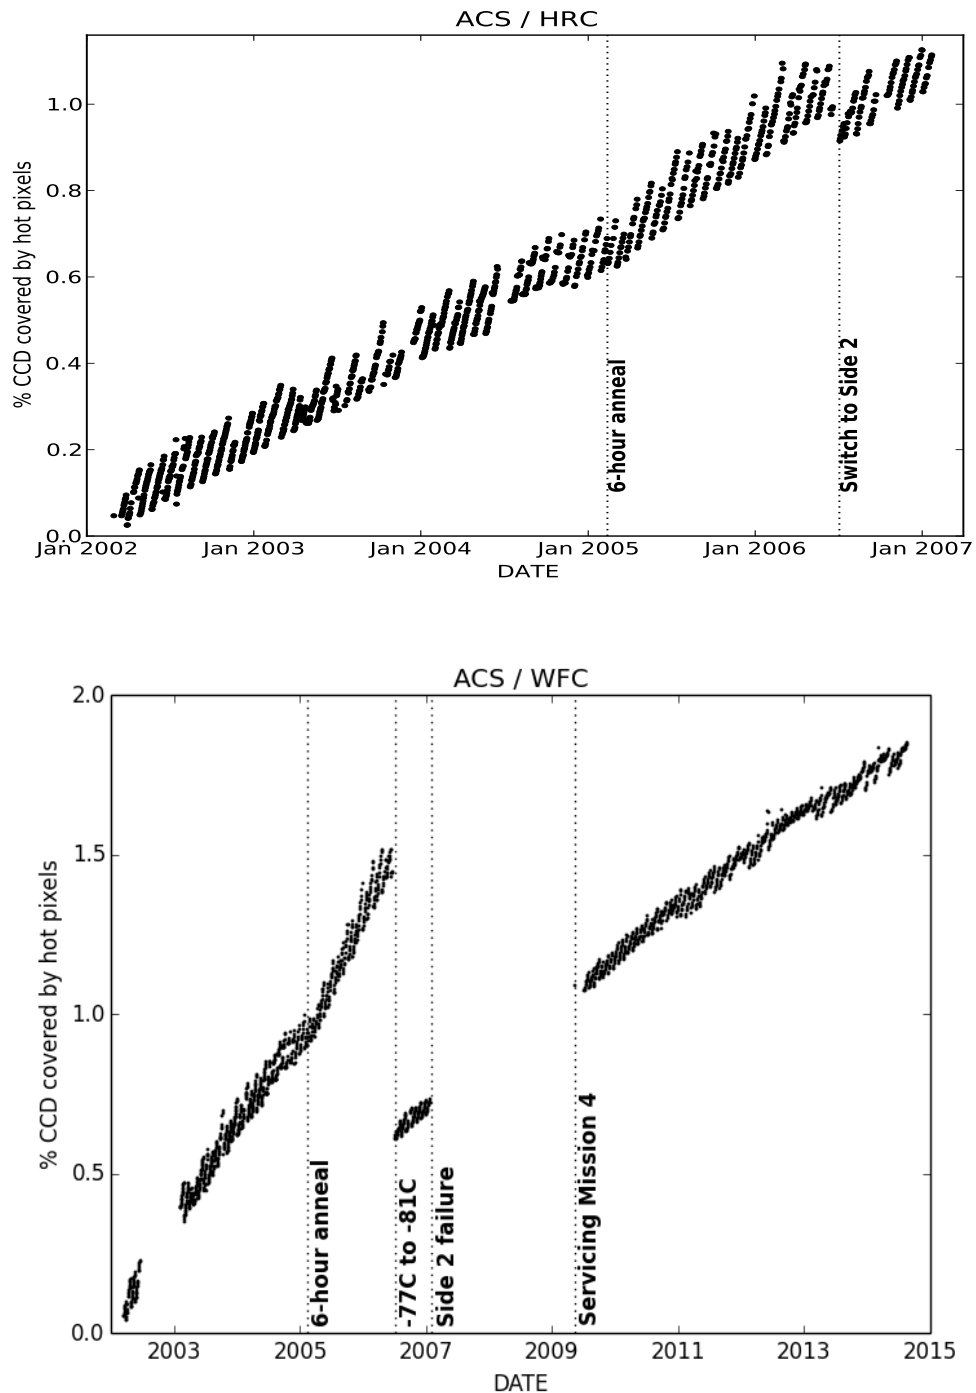 ACS / HRC
% CCD covered by hot pixels
1.0
0.8
0.6
0.4
0.2
0.0
6-hour anneal
Switch to Side 2
Jan 2002 Jan 2003 Jan 2004 Jan 2005 Jan 2006 Jan 2007
DATE
ACS / WFC
% CCD covered by hot pixels
2.0
1.5
1.0
0.5
0.0
6-hour anneal
-77C to -81C
Side 2 failure
Servicing Mission 4
2003 2005 2007 2009 2011 2013 2015
DATE